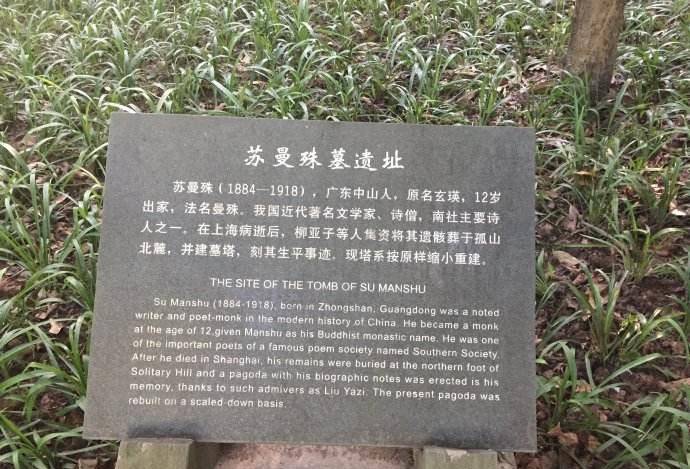 苏曼殊墓遗址
苏曼殊（1884—1918），广东中山人，原名玄瑛，12岁
出家，法名曼殊。我国近代著名文学家、诗僧，南社主要诗
人之一。在上海病逝后，柳亚子等人集资将其遗骸葬于孤山
北麓，并建墓塔，刻其生平事迹。现塔系按原样缩小重建。
THE SITE OF THE TOMB OF SU MANSHU
Su Manshu (1884-1918), born in Zhongshan, Guangdong was a noted
writer and poet-monk in the modern history of China. He became a monk
at the age of 12,given Manshu as his Buddhist monastic name. He was one
of the important poets of a famous poem society named Southern Society.
After he died in Shanghai, his remains were buried at the northern foot of
Solitary Hill and a pagoda with his biographic notes was erected is his
memory, thanks to such admivers as Liu Yazi. The present pagoda was
rebuilt on a scaled-down basis.